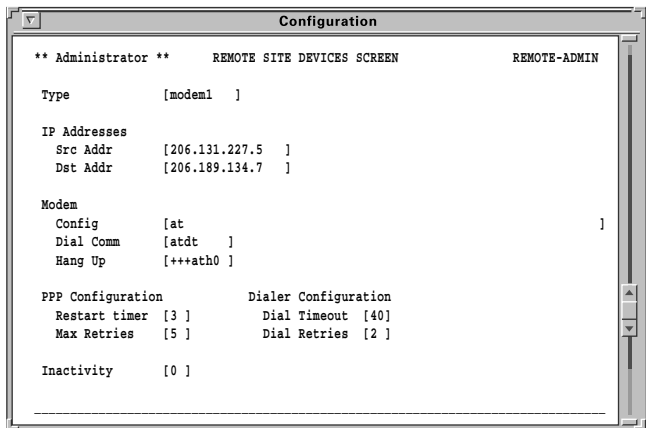 Configuration
** Administrator ** REMOTE SITE DEVICES SCREEN REMOTE-ADMIN
Type [modem1 ]
IP Addresses
Src Addr [206.131.227.5 ]
Dst Addr [206.189.134.7 ]
Modem
Config [at ]
Dial Comm [atdt ]
Hang Up [+++ath0 ]
PPP Configuration Dialer Configuration
Restart timer [3 ] Dial Timeout [40]
Max Retries [5 ] Dial Retries [2 ]
Inactivity [0 ]